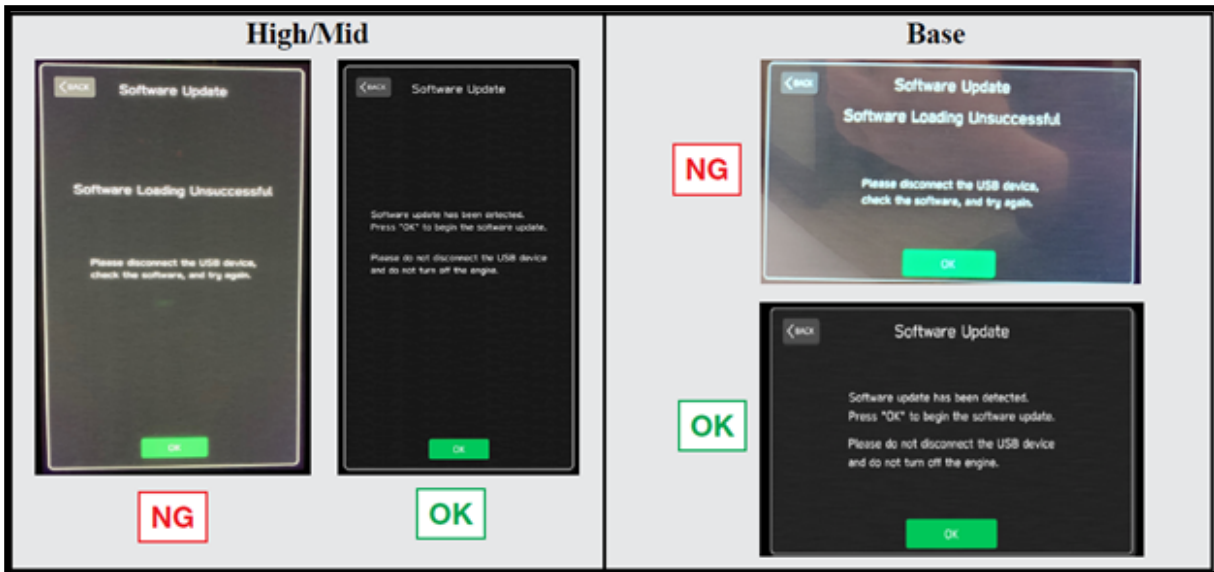 High/Mid
< BACK
Software Update
Software Loading Unsuccessful
Please disconnect the USB device,
check the software, and try again.
OK
NG
< BACK
Software Update
Software update has been detected.
Press "OK" to begin the software update.
Please do not disconnect the USB device
and do not turn off the engine.
OK
OK
Base
NG
< BACK
Software Update
Software Loading Unsuccessful
Please disconnect the USB device,
check the software, and try again.
OK
OK
< BACK
Software Update
Software update has been detected.
Press "OK" to begin the software update.
Please do not disconnect the USB device
and do not turn off the engine.
OK